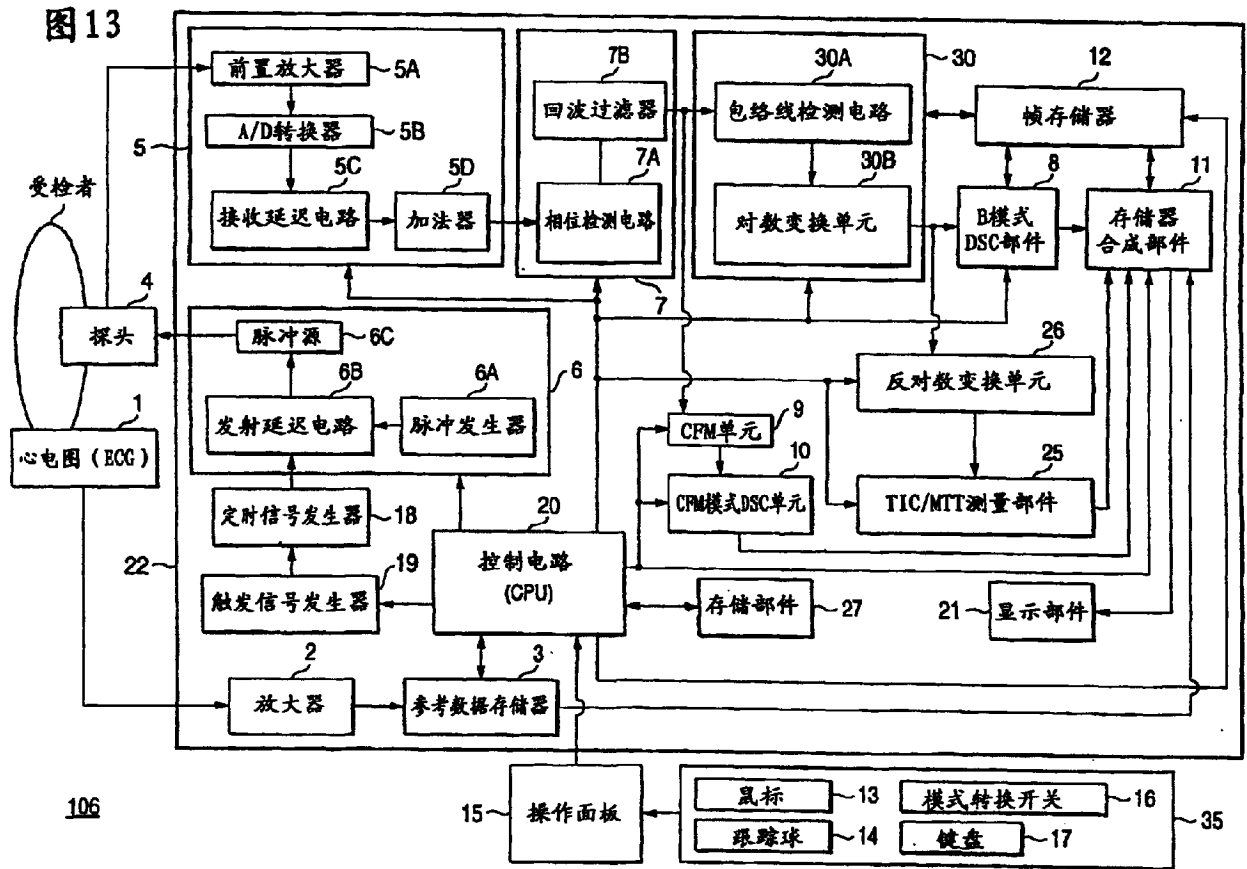 图13
前置放大器
5A
A/D转换器
5B
5
5C
接收延迟电路
5D
加法器
7B
回波过滤器
7A
相位检测电路
7
30A
包络线检测电路
30
30B
对数变换单元
12
帧存储器
8
B模式
DSC部件
11
存储器
合成部件
受检者
4
探头
脉冲源
6C
6
6B
发射延迟电路
6A
脉冲发生器
26
反对数变换单元
1
心电图(ECG)
CFM单元
9
10
CFM模式DSC单元
25
TIC/MTT测量部件
定时信号发生器
18
20
控制电路
(CPU)
22
触发信号发生器
19
存储部件
27
21
显示部件
2
放大器
3
参考数据存储器
106
15
操作面板
鼠标
13
模式转换开关
16
跟踪球
14
键盘
17
35